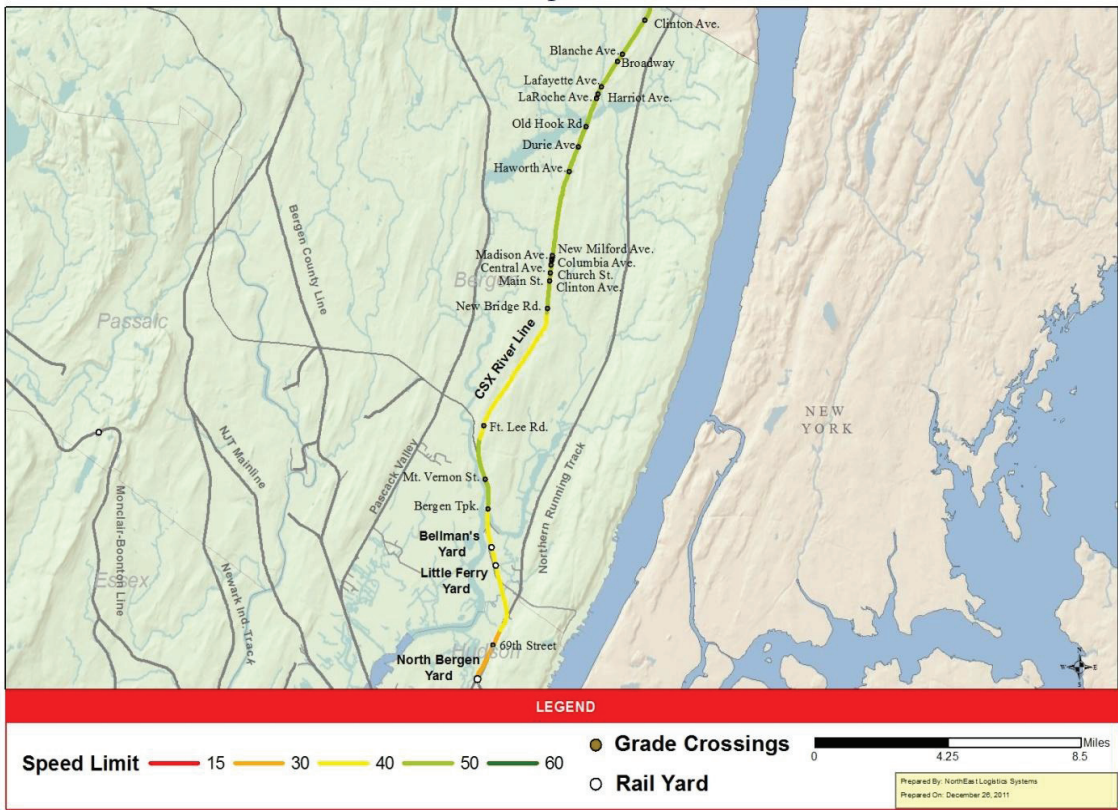 Clinton Ave.
Blanche Ave.
Broadway
Lafayette Ave.
LaRoche Ave.
Harriot Ave.
Old Hook Rd
Durie Ave
Haworth Ave.
Bergen County Line
Madison Ave.
New Milford Ave.
Columbia Ave.
Central Ave.
Bergen
Church St.
Main St.
Clinton Ave.
New Bridge Rd.
Passaic
CSX River Line
NEW
YORK
Ft. Lee Rd.
NJT Mainline
Pascack Valley
Mt. Vernon St.
Bergen Tpk.
Northern Running Track
Monclair-Boonton Line
Bellman's
Yard
Little Ferry
Yard
Essex
Newark Ind. Track
69th Street
Hudson
North Bergen
Yard
N
W E
S
LEGEND
Speed Limit 15 30 40 50 60
Grade Crossings
Rail Yard
Miles
0 4.25 8.5
Prepared By: NorthEast Logistics Systems
Prepared On: December 26, 2011